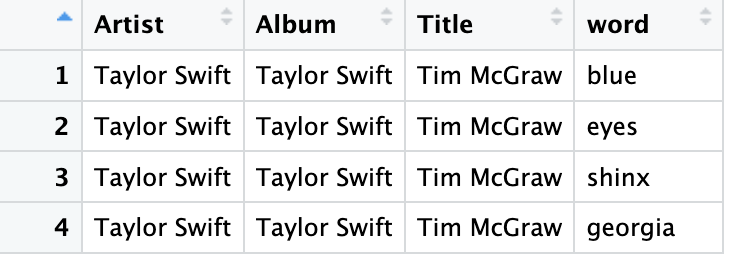 Artist Album Title word
1 Taylor Swift Taylor Swift Tim McGraw blue
2 Taylor Swift Taylor Swift Tim McGraw eyes
3 Taylor Swift Taylor Swift Tim McGraw shinx
4 Taylor Swift Taylor Swift Tim McGraw georgia